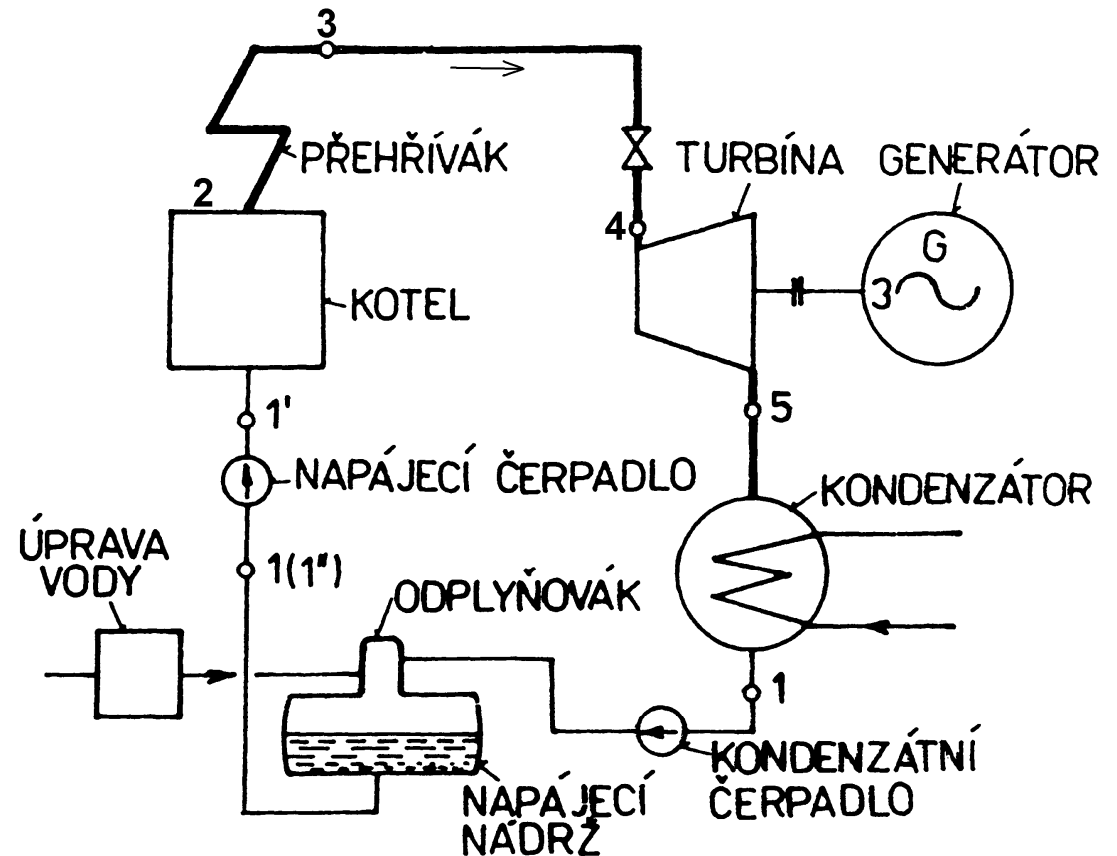 3
PŘEHŘÍVÁK
TURBÍNA GENERÁTOR
2
4
G
3
KOTEL
1'
5
NAPÁJECÍ ČERPADLO
KONDENZÁTOR
ÚPRAVA
VODY
1(1")
ODPLYŇOVÁK
1
KONDENZÁTNÍ
ČERPADLO
NAPÁJECÍ
NÁDRŽ